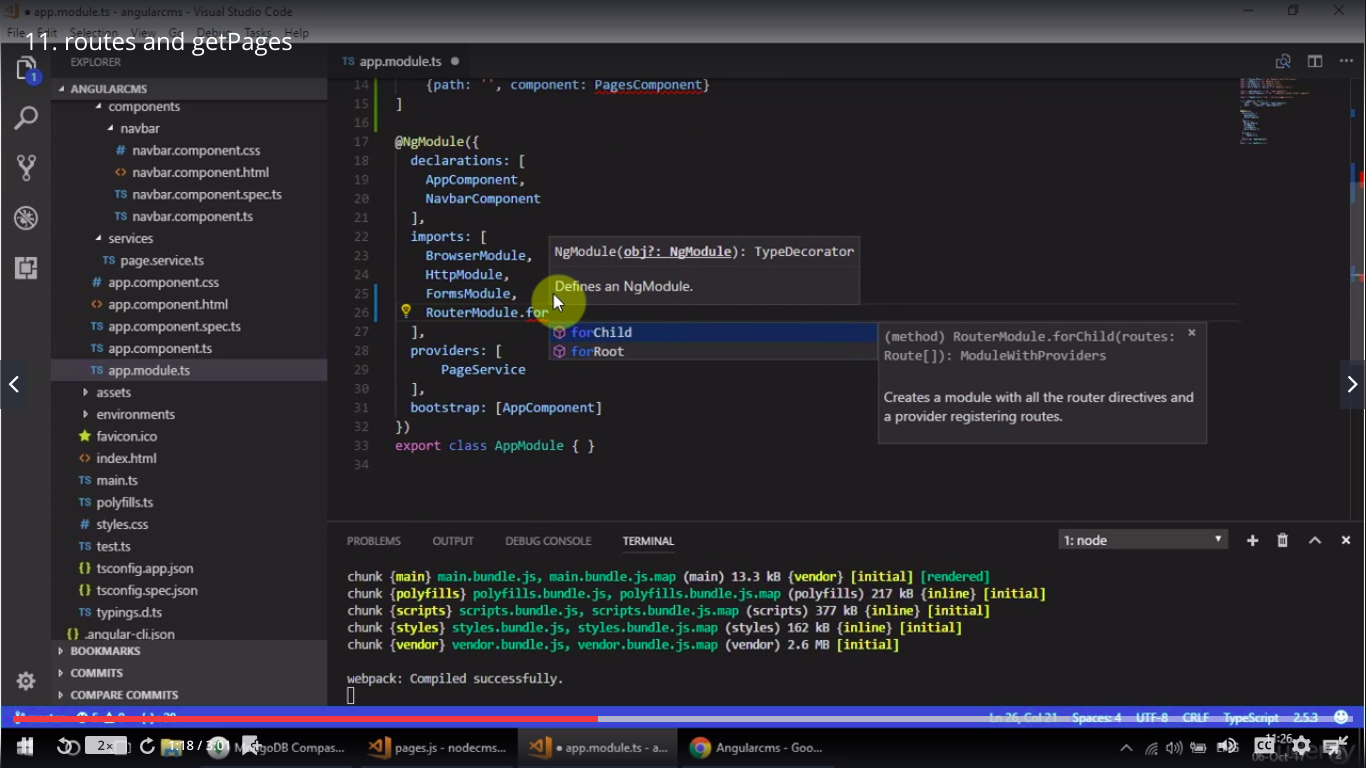 app.module.ts - angularcms - Visual Studio Code
File Edit Selection View Go Debug Tasks Help
11. routes and getPages
EXPLORER
ANGULARCMS
components
navbar
navbar.component.css
navbar.component.html
navbar.component.spec.ts
navbar.component.ts
services
page.service.ts
app.component.css
app.component.html
app.component.spec.ts
app.component.ts
app.module.ts
assets
environments
favicon.ico
index.html
main.ts
polyfills.ts
styles.css
test.ts
tsconfig.app.json
tsconfig.spec.json
typings.d.ts
.angular-cli.json
BOOKMARKS
COMMITS
COMPARE COMMITS
TS app.module.ts
14 {path: '', component: PagesComponent}
15 ]
16
17 @NgModule({
18 declarations: [
19 AppComponent,
20 NavbarComponent
21 ],
22 imports: [
23 BrowserModule,
24 HttpModule,
25 FormsModule,
26 RouterModule.for
27 ],
28 providers: [
29 PageService
30 ],
31 bootstrap: [AppComponent]
32 })
33 export class AppModule { }
34
NgModule(obj?: NgModule): TypeDecorator
Defines an NgModule.
forChild
forRoot
(method) RouterModule.forChild(routes:
Route[]): ModuleWithProviders
Creates a module with all the router directives and
a provider registering routes.
PROBLEMS OUTPUT DEBUG CONSOLE TERMINAL 1: node
chunk {main} main.bundle.js, main.bundle.js.map (main) 13.3 kB {vendor} [initial] [rendered]
chunk {polyfills} polyfills.bundle.js, polyfills.bundle.js.map (polyfills) 217 kB {inline} [initial]
chunk {scripts} scripts.bundle.js, scripts.bundle.js.map (scripts) 377 kB {inline} [initial]
chunk {styles} styles.bundle.js, styles.bundle.js.map (styles) 162 kB {inline} [initial]
chunk {vendor} vendor.bundle.js, vendor.bundle.js.map (vendor) 2.6 MB [initial]
webpack: Compiled successfully.
Ln 26, Col 21 Spaces: 4 UTF-8 CRLF TypeScript 2.5.3
2x 1:18 / 3:01 MongoDB Compas... pages.js - nodecms... app.module.ts - a... Angularcms - Goo... CC 11:26
06-Oct-17